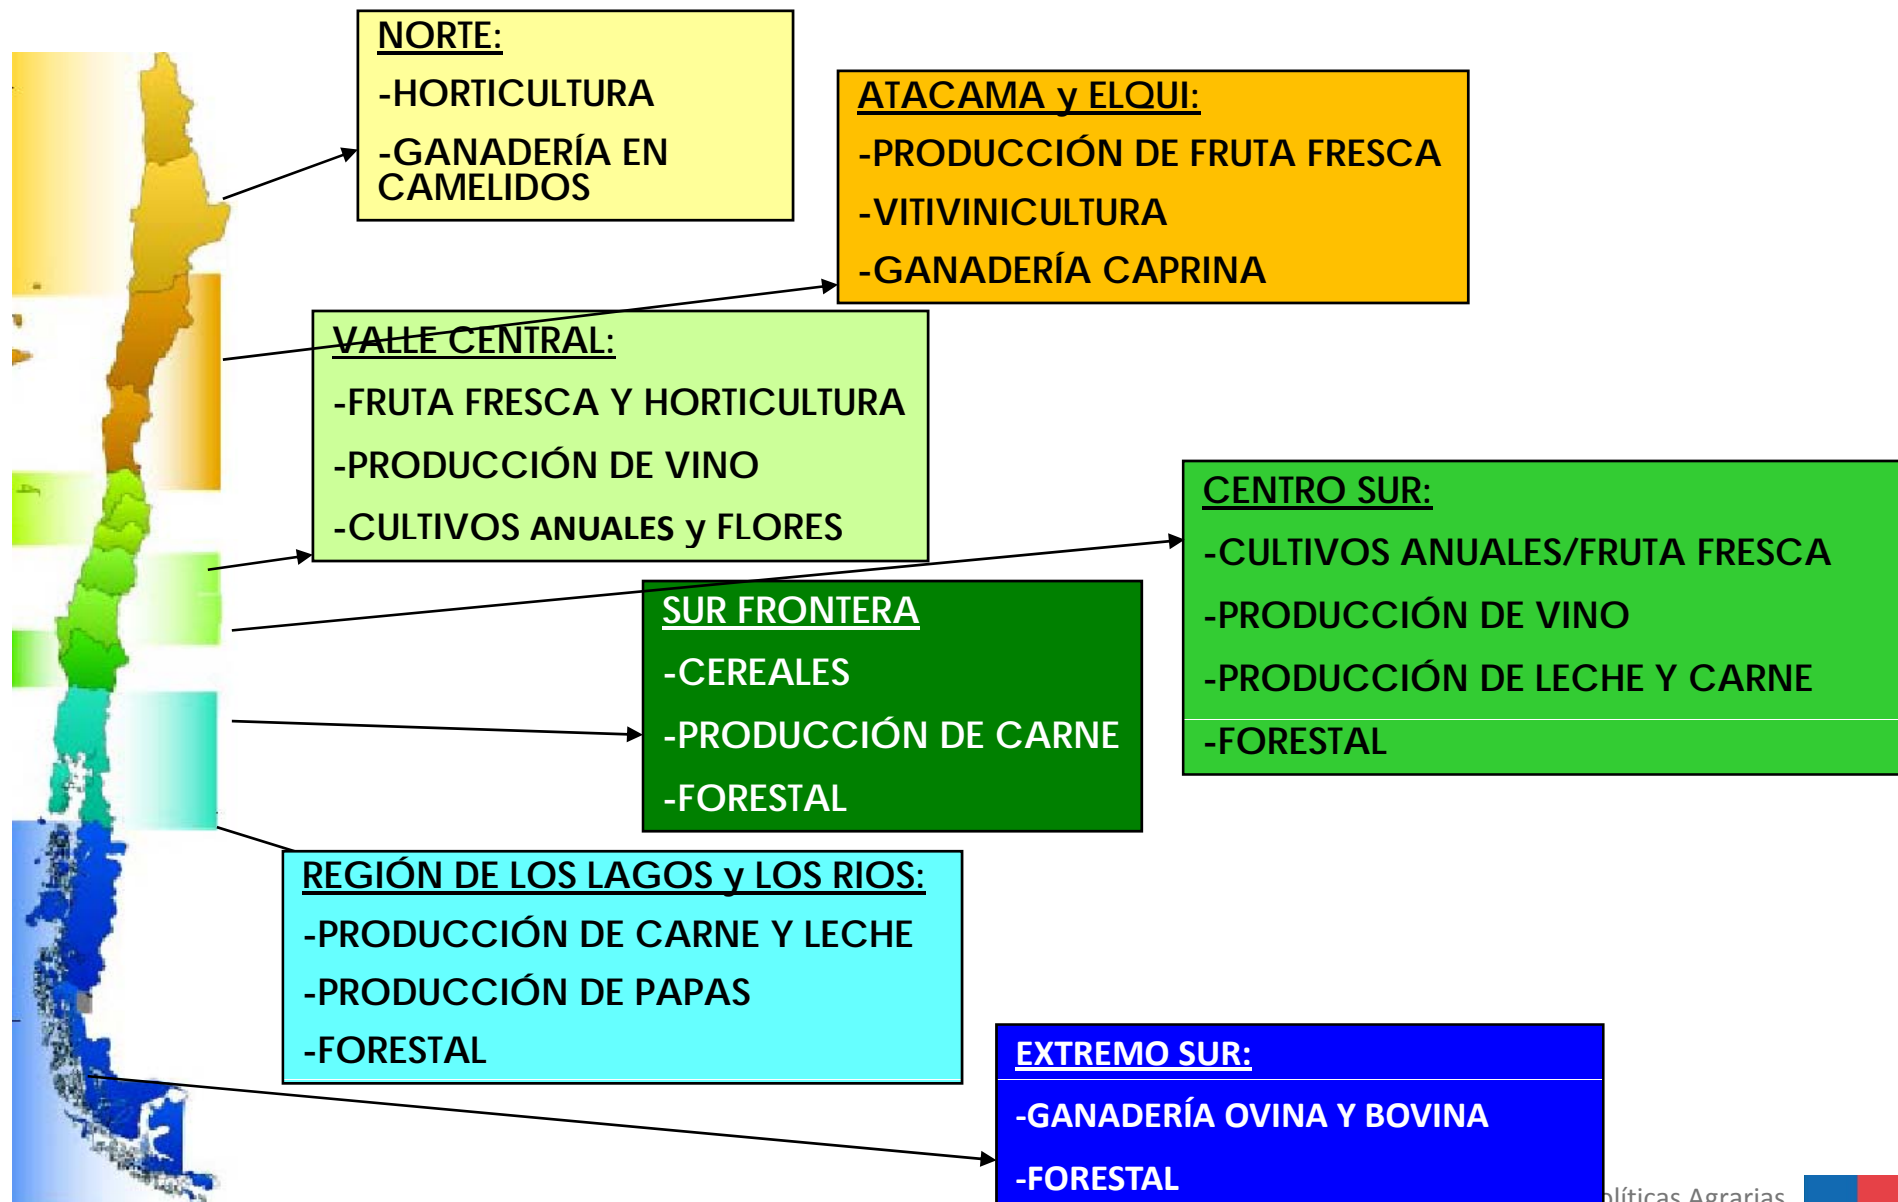 NORTE:
-HORTICULTURA
-GANADERÍA EN
CAMELIDOS
ATACAMA y ELQUI:
-PRODUCCIÓN DE FRUTA FRESCA
-VITIVINICULTURA
-GANADERÍA CAPRINA
VALLE CENTRAL:
-FRUTA FRESCA Y HORTICULTURA
-PRODUCCIÓN DE VINO
-CULTIVOS ANUALES y FLORES
CENTRO SUR:
-CULTIVOS ANUALES/FRUTA FRESCA
-PRODUCCIÓN DE VINO
-PRODUCCIÓN DE LECHE Y CARNE
-FORESTAL
SUR FRONTERA
-CEREALES
-PRODUCCIÓN DE CARNE
-FORESTAL
REGIÓN DE LOS LAGOS y LOS RIOS:
-PRODUCCIÓN DE CARNE Y LECHE
-PRODUCCIÓN DE PAPAS
-FORESTAL
EXTREMO SUR:
-GANADERÍA OVINA Y BOVINA
-FORESTAL
olíticas Agrarias